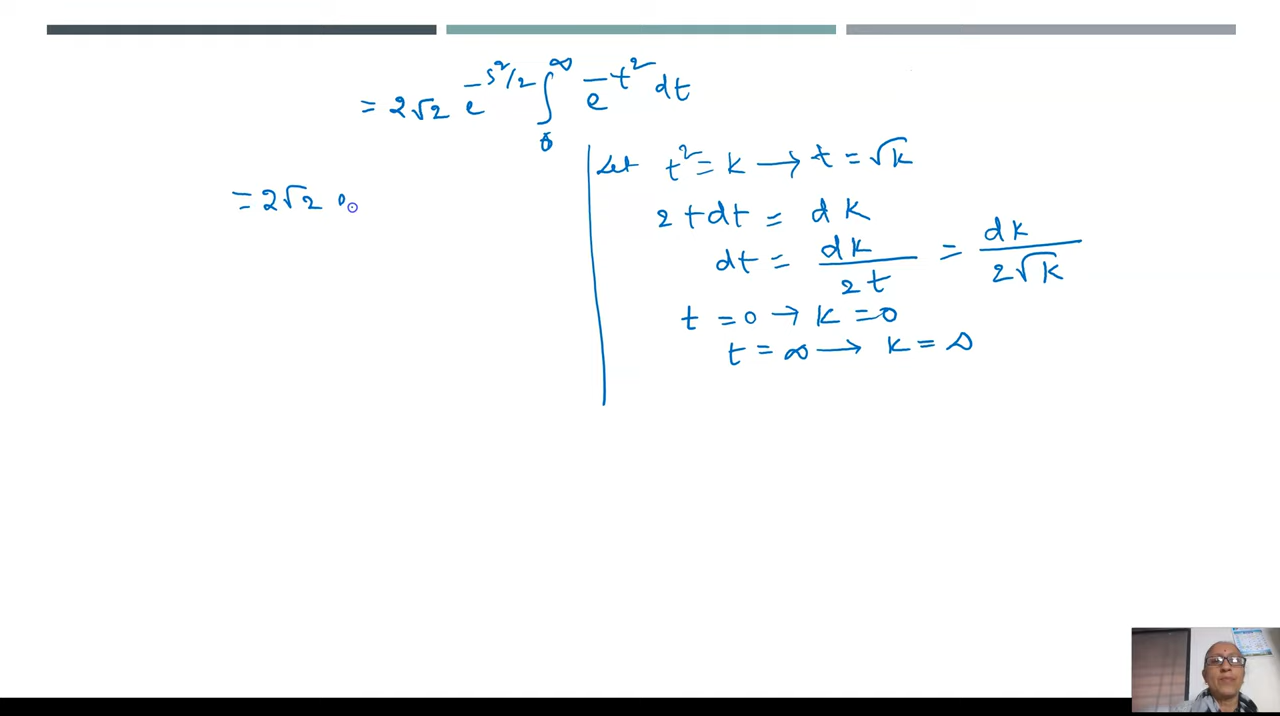 = 2√2 e^{-s²/2} ∫_0^∞ e^{-t²} dt
Let t² = k → t = √k
= 2√2
2t dt = dk
dt = dk / 2t = dk / 2√k
t = 0 → k = 0
t = ∞ → k = ∞